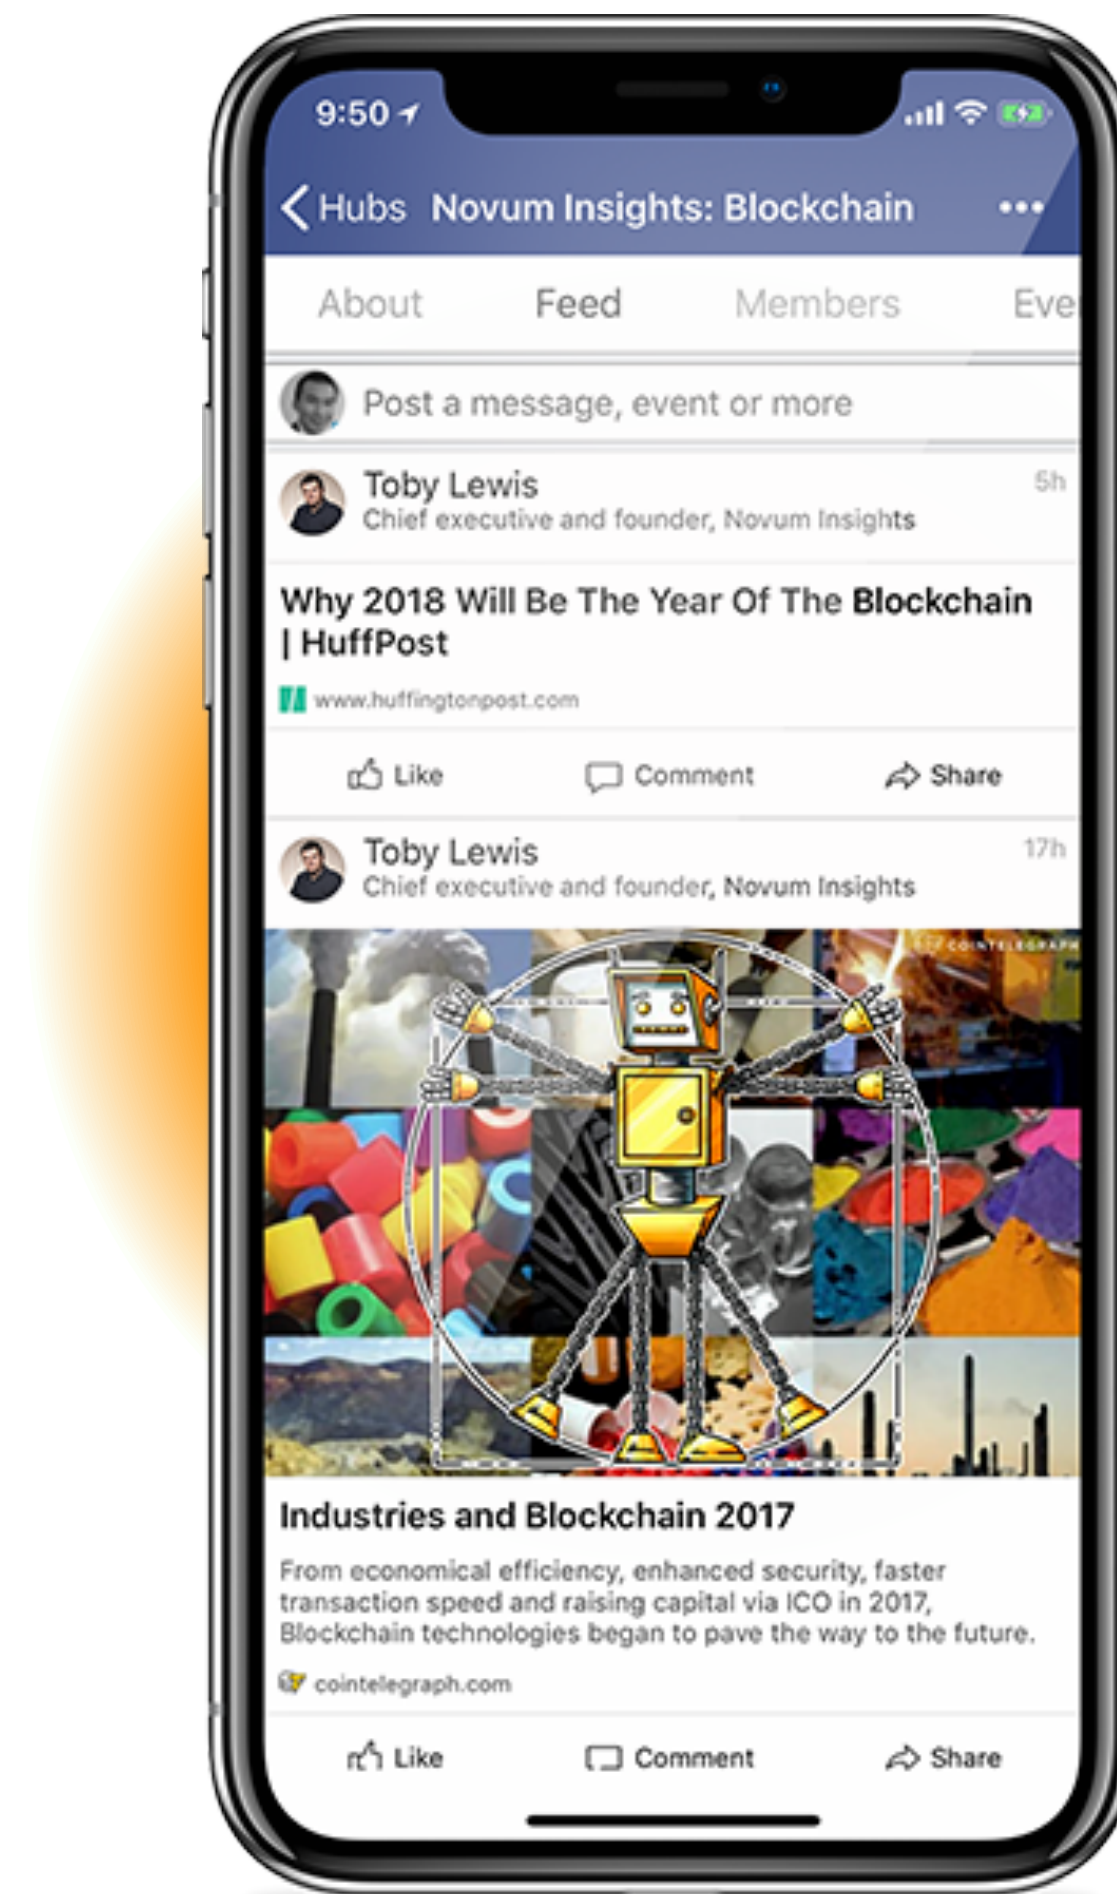 9:50
Hubs Novum Insights: Blockchain
About Feed Members Eve
Post a message, event or more
Toby Lewis 5h
Chief executive and founder, Novum Insights
Why 2018 Will Be The Year Of The Blockchain
| HuffPost
www.huffingtonpost.com
Like Comment Share
Toby Lewis 17h
Chief executive and founder, Novum Insights
COINTELEGRAPH
Industries and Blockchain 2017
From economical efficiency, enhanced security, faster
transaction speed and raising capital via ICO in 2017,
Blockchain technologies began to pave the way to the future.
cointelegraph.com
Like Comment Share